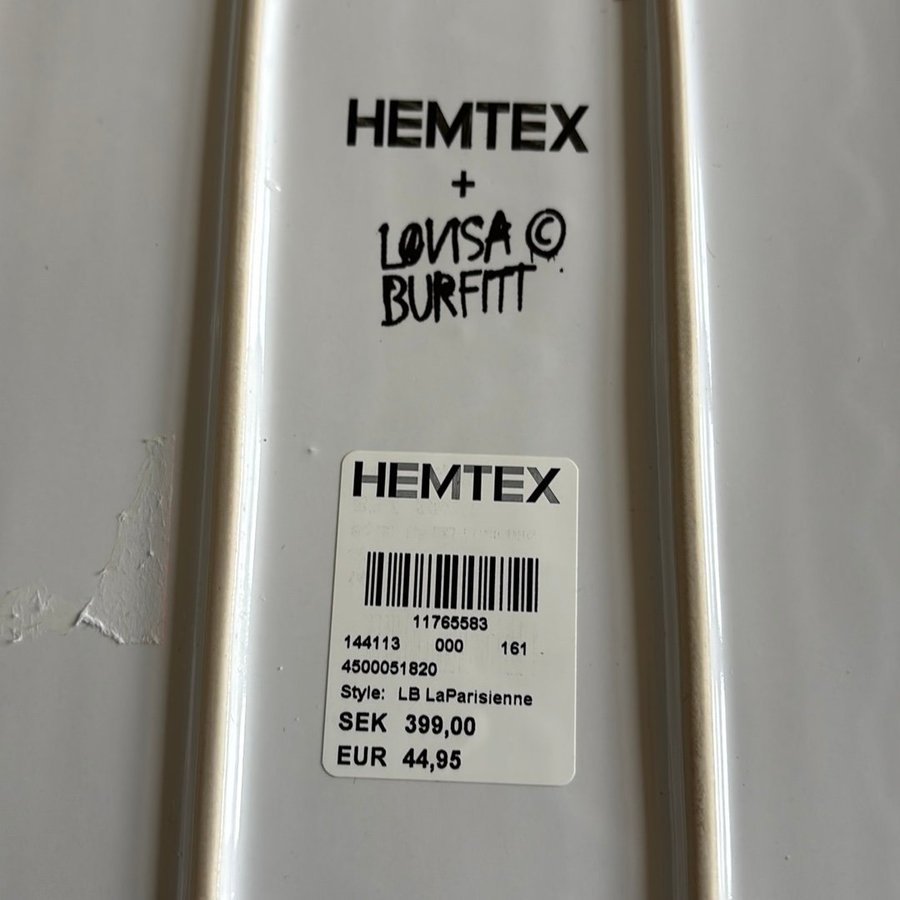 HEMTEX
+
LOVISA ©
BURFITT
HEMTEX
11765583
144113 000 161
4500051820
Style: LB LaParisienne
SEK 399,00
EUR 44,95